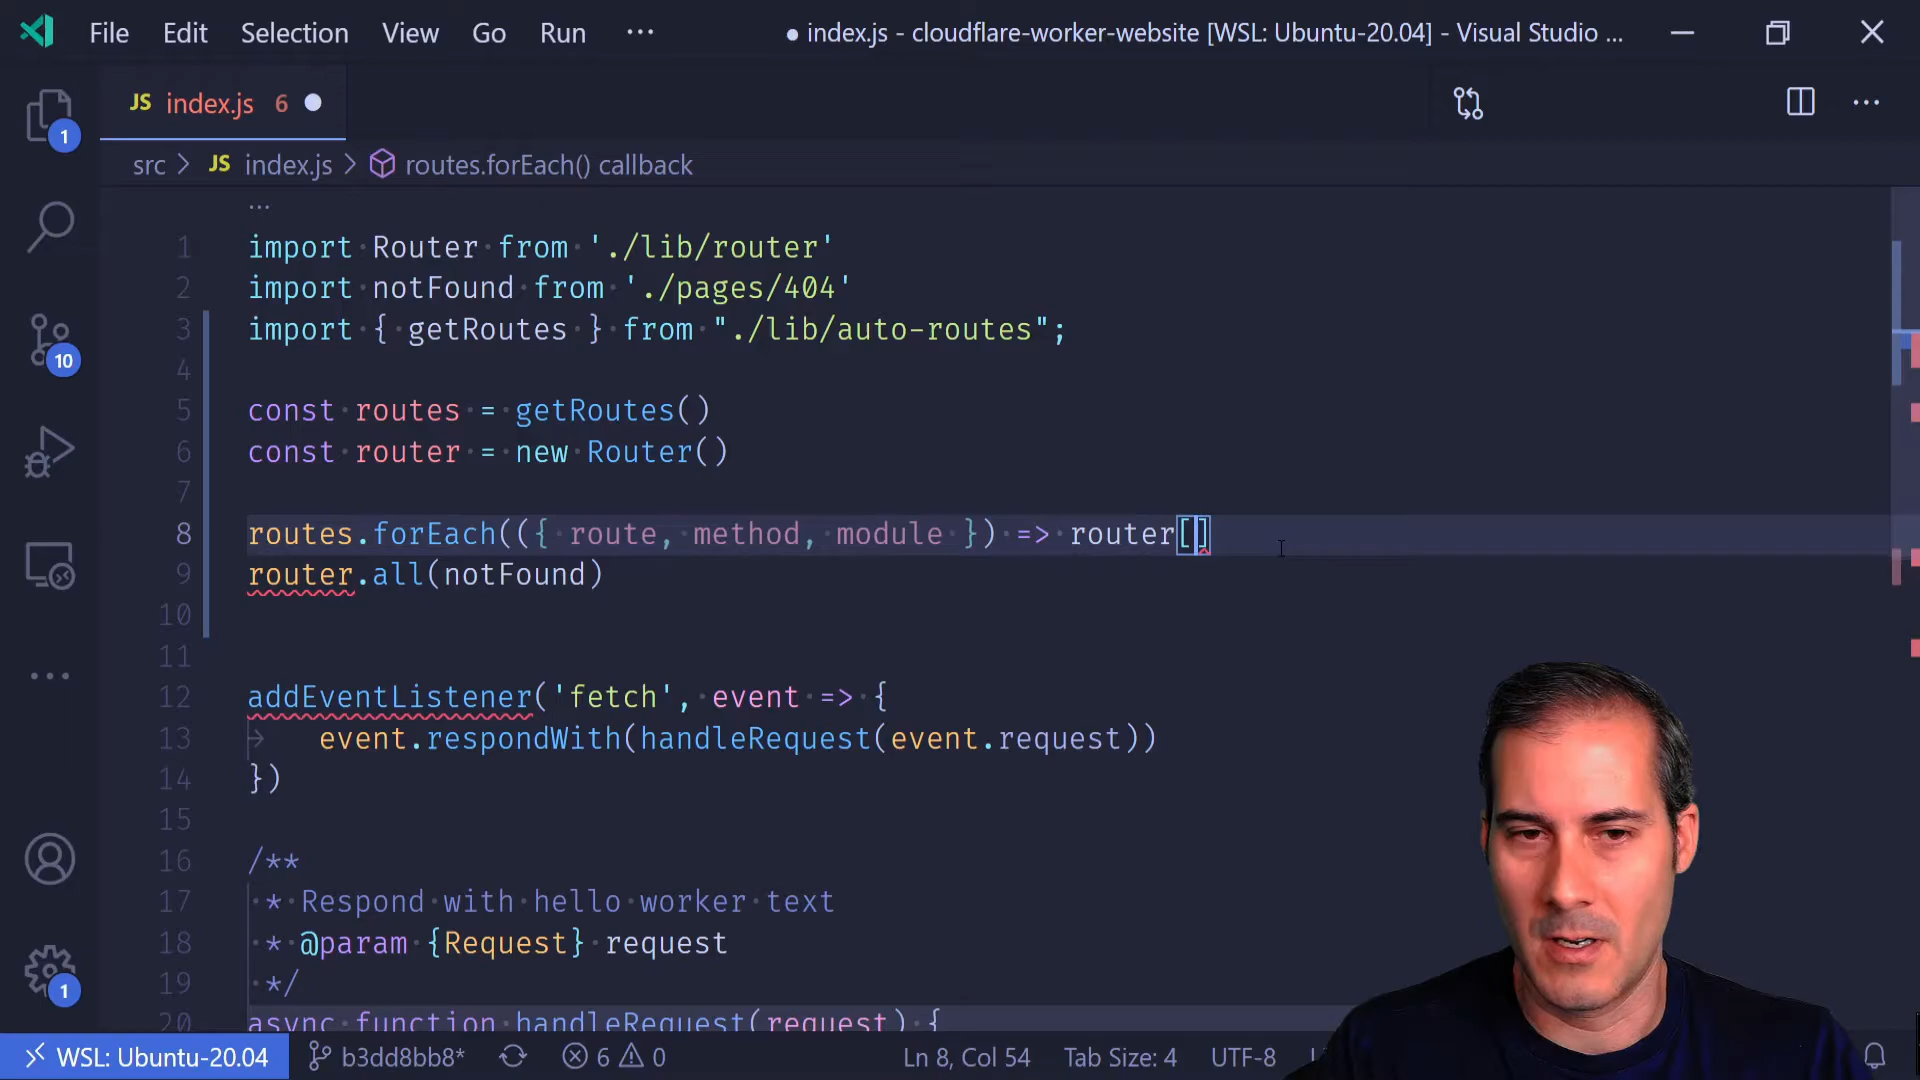 File Edit Selection View Go Run ···
● index.js - cloudflare-worker-website [WSL: Ubuntu-20.04] - Visual Studio ...
JS index.js 6 ●
src > JS index.js > routes.forEach() callback
...
1 import Router from './lib/router'
2 import notFound from './pages/404'
3 import { getRoutes } from "./lib/auto-routes";
4
5 const routes = getRoutes()
6 const router = new Router()
7
8 routes.forEach(({ route, method, module }) => router[]
9 router.all(notFound)
10
11
12 addEventListener('fetch', event => {
13 event.respondWith(handleRequest(event.request))
14 })
15
16 /**
17 * Respond with hello worker text
18 * @param {Request} request
19 */
20 async function handleRequest(request) {
1
10
1
WSL: Ubuntu-20.04 b3dd8bb8* 6 0 Ln 8, Col 54 Tab Size: 4 UTF-8